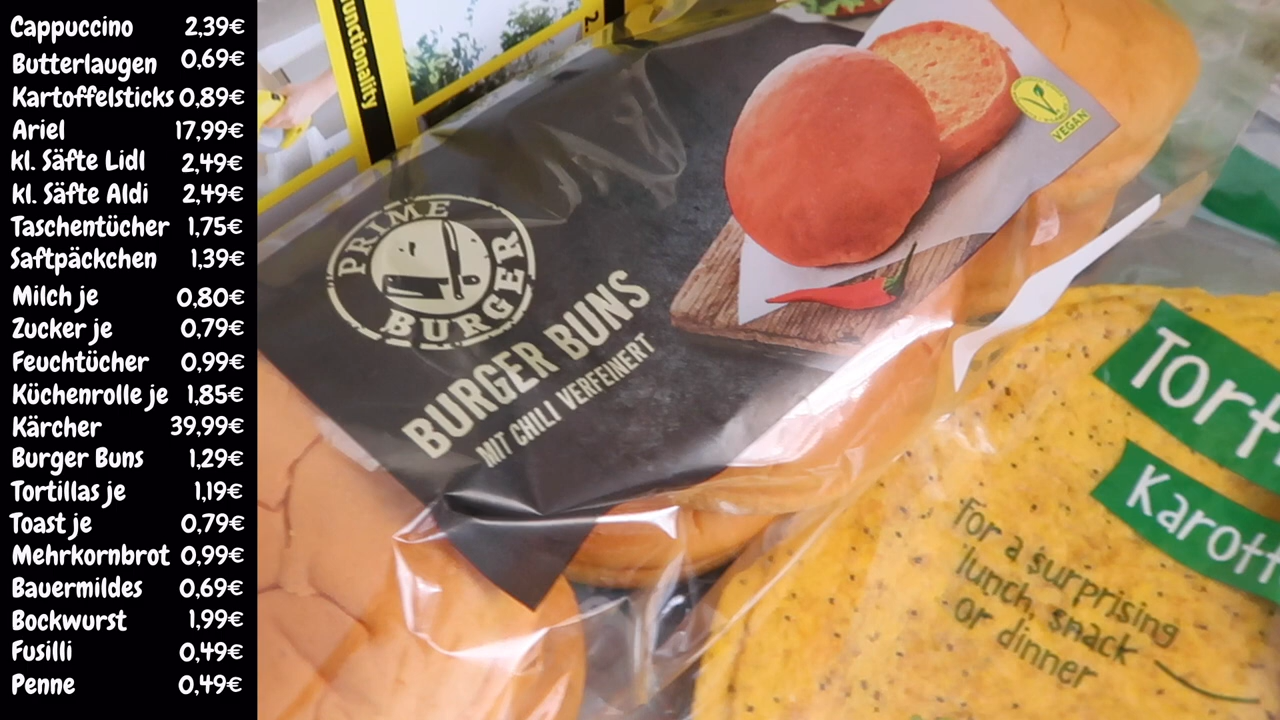 Cappuccino 2,39€
Butterlaugen 0,69€
Kartoffelsticks 0,89€
Ariel 17,99€
kl. Säfte Lidl 2,49€
kl. Säfte Aldi 2,49€
Taschentücher 1,75€
Saftpäckchen 1,39€
Milch je 0,80€
Zucker je 0,79€
Feuchttücher 0,99€
Küchenrolle je 1,85€
Kärcher 39,99€
Burger Buns 1,29€
Tortillas je 1,19€
Toast je 0,79€
Mehrkornbrot 0,99€
Bauermildes 0,69€
Bockwurst 1,99€
Fusilli 0,49€
Penne 0,49€
unctionality
2.
PRIME
BURGER
BURGER BUNS
MIT CHILI VERFEINERT
V
VEGAN
Torti
Karott
for a surprising
lunch, snack
or dinner